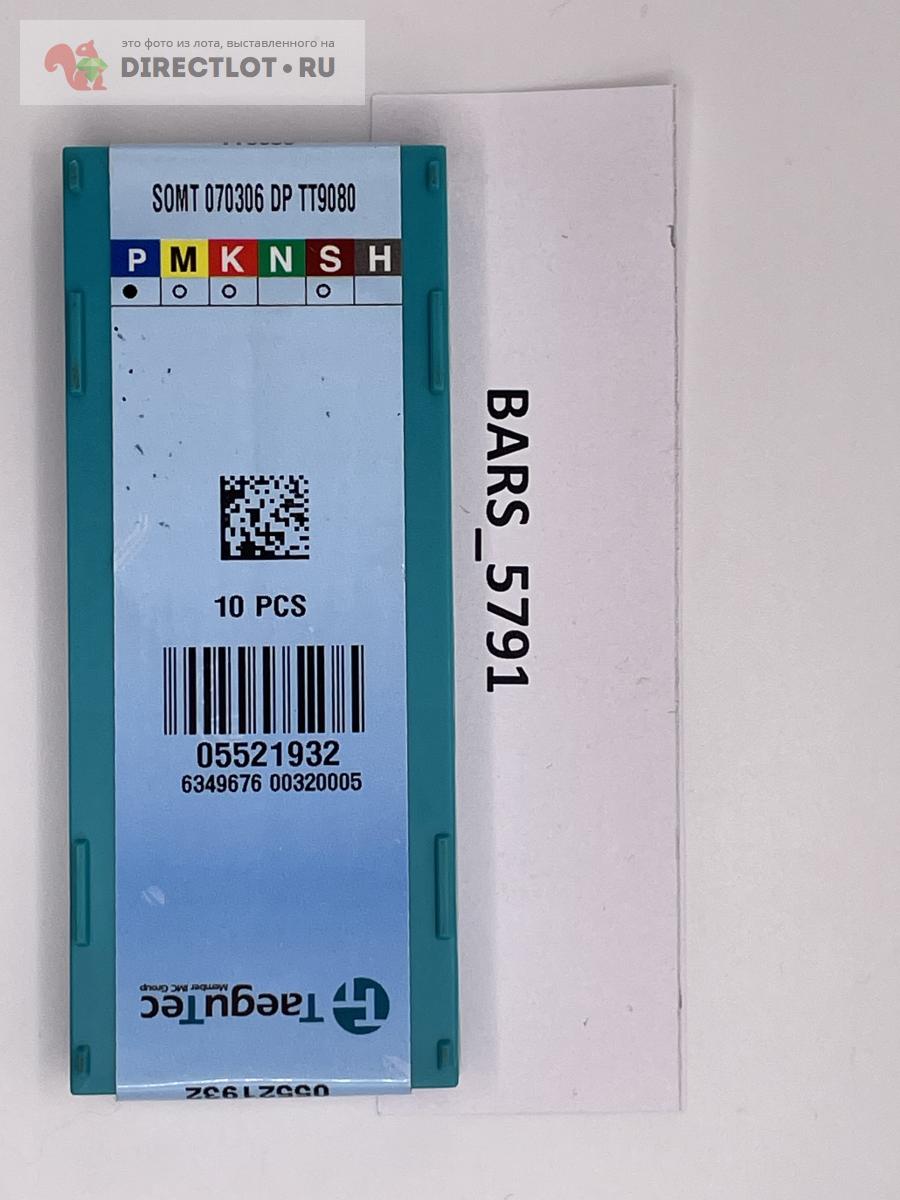 это фото из лота, выставленного на
DIRECTLOT.RU
SOMT 070306 DP TT9080
P M K N S H
10 PCS
05521932
6349676 00320005
TaeguTec
Member IMC Group
05521932
BARS_5791